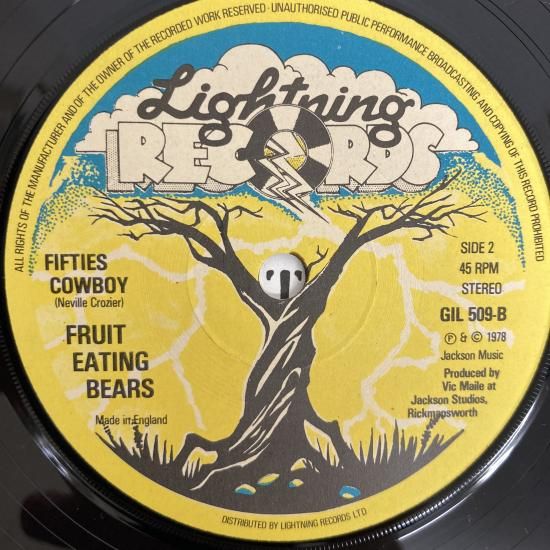 ALL RIGHTS OF THE MANUFACTURER AND OF THE OWNER OF THE RECORDED WORK RESERVED · UNAUTHORISED PUBLIC PERFORMANCE BROADCASTING AND COPYING OF THIS RECORD PROHIBITED
Lightning
RECORDS
FIFTIES
COWBOY
(Neville Crozier)
FRUIT
EATING
BEARS
Made in England
SIDE 2
45 RPM
STEREO
GIL 509-B
℗ & © 1978
Jackson Music
Produced by
Vic Maile at
Jackson Studios,
Rickmansworth
DISTRIBUTED BY LIGHTNING RECORDS LTD